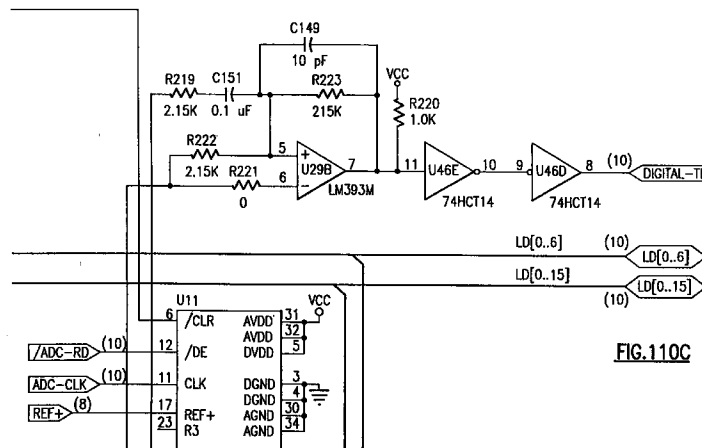 C149
10 pF
R219
C151
R223
VCC
R220
2.15K
0.1 uF
215K
1.0K
R222
5
+
U29B
7
11
U46E
10
9
U46D
8
(10)
2.15K
R221
6
−
LM393M
74HCT14
74HCT14
DIGITAL-TI
0
LD[0..6]
(10)
LD[0..6]
LD[0..15]
LD[0..15]
(10)
U11
VCC
6
/CLR
AVDD
31
AVDD
32
/ADC-RD
(10)
12
/DE
DVDD
5
FIG.110C
ADC-CLK
(10)
11
CLK
DGND
3
DGND
4
REF+
(8)
17
REF+
AGND
30
23
R3
AGND
34